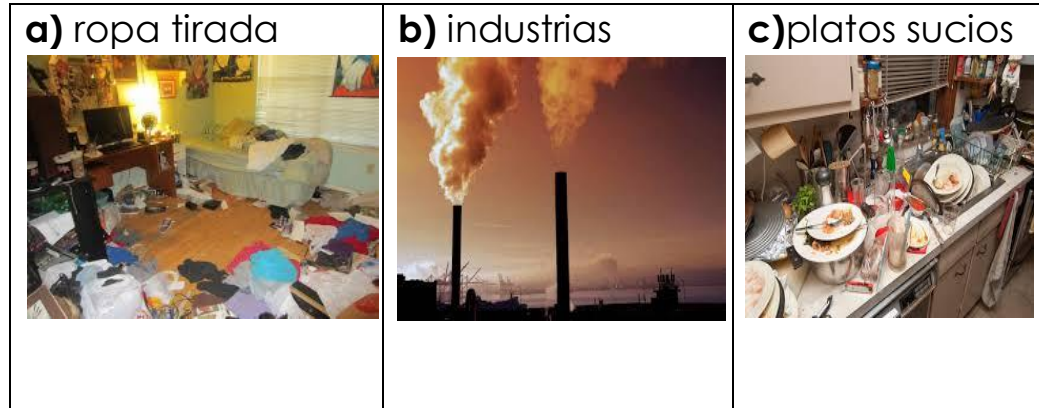 a) ropa tirada
b) industrias
c)platos sucios